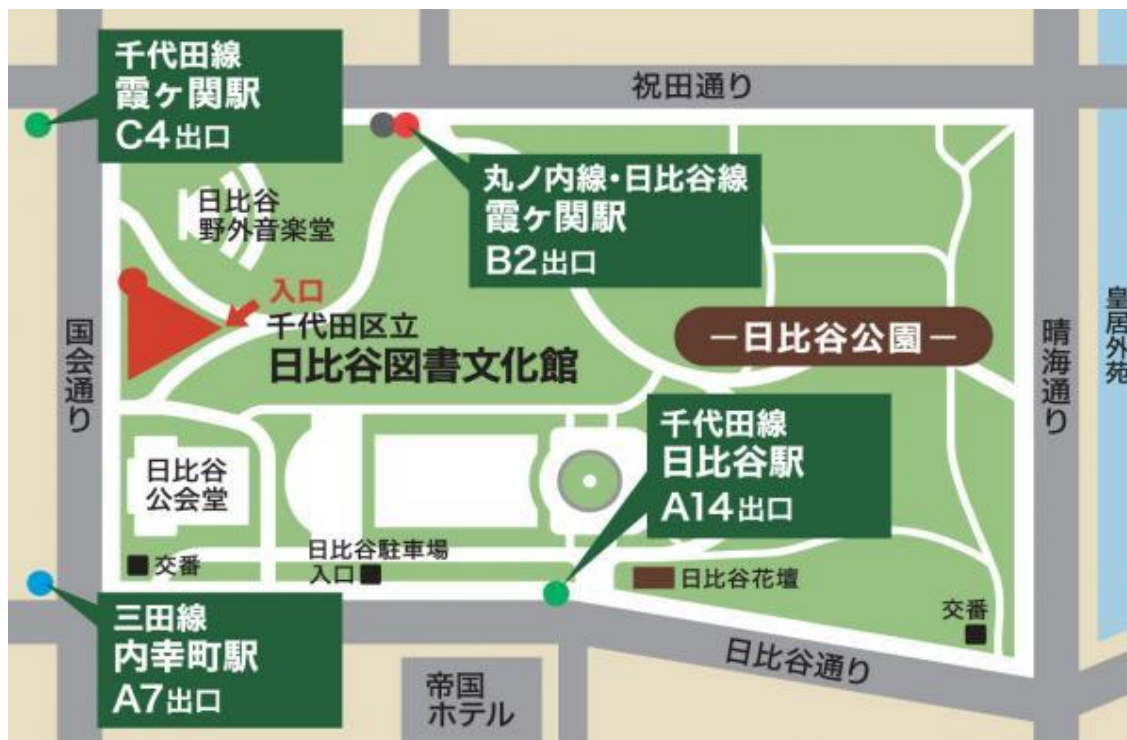 千代田線
霞ケ関駅
C4出口
祝田通り
丸ノ内線・日比谷線
霞ケ関駅
B2出口
日比谷
野外音楽堂
入口
千代田区立
日比谷図書文化館
ー日比谷公園ー
国会通り
晴海通り
皇居外苑
千代田線
日比谷駅
A14出口
日比谷
公会堂
交番
日比谷駐車場
入口
日比谷花壇
交番
三田線
内幸町駅
A7出口
帝国
ホテル
日比谷通り